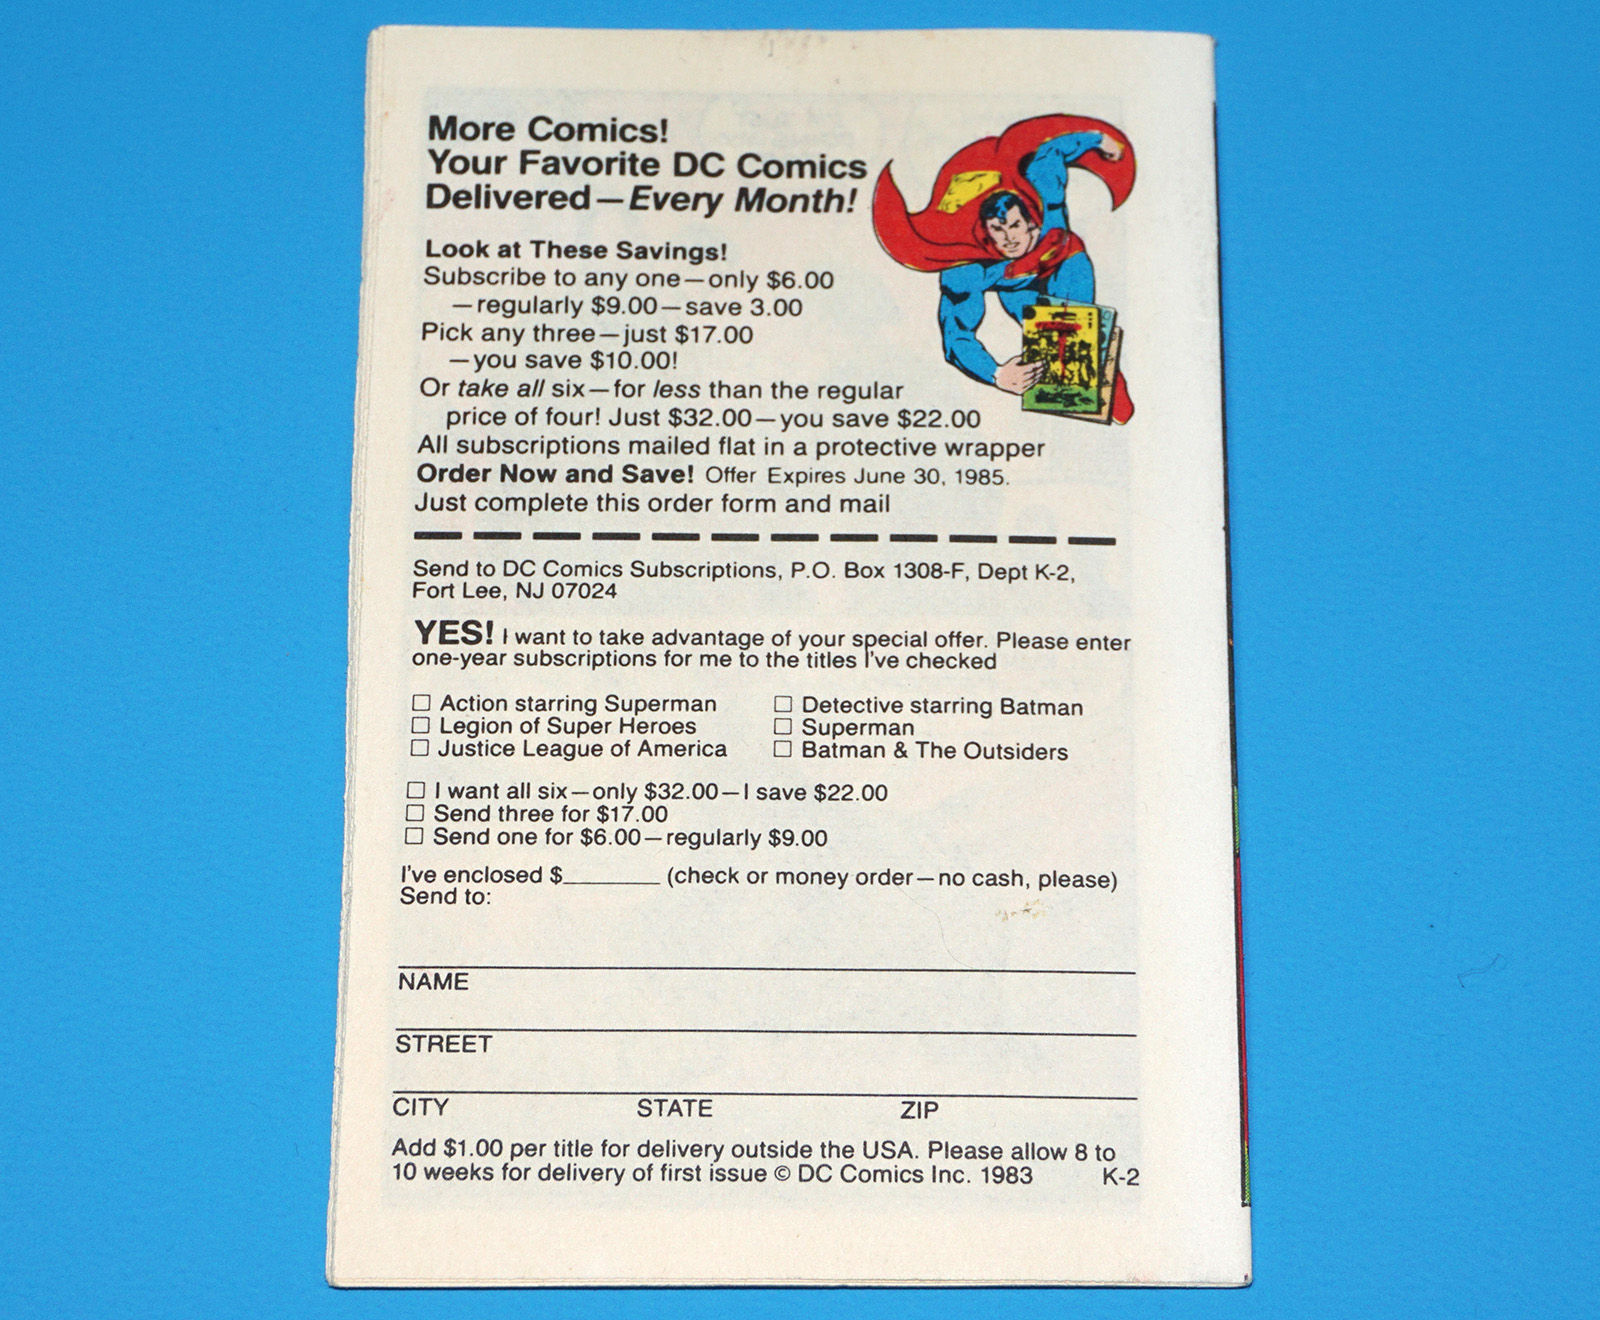 More Comics!
Your Favorite DC Comics
Delivered—Every Month!
Look at These Savings!
Subscribe to any one—only $6.00
—regularly $9.00—save 3.00
Pick any three—just $17.00
—you save $10.00!
Or take all six—for less than the regular
price of four! Just $32.00—you save $22.00
All subscriptions mailed flat in a protective wrapper
Order Now and Save! Offer Expires June 30, 1985.
Just complete this order form and mail
Send to DC Comics Subscriptions, P.O. Box 1308-F, Dept K-2,
Fort Lee, NJ 07024
YES! I want to take advantage of your special offer. Please enter
one-year subscriptions for me to the titles I've checked
☐ Action starring Superman ☐ Detective starring Batman
☐ Legion of Super Heroes ☐ Superman
☐ Justice League of America ☐ Batman & The Outsiders
☐ I want all six—only $32.00—I save $22.00
☐ Send three for $17.00
☐ Send one for $6.00—regularly $9.00
I've enclosed $________ (check or money order—no cash, please)
Send to:
NAME
STREET
CITY STATE ZIP
Add $1.00 per title for delivery outside the USA. Please allow 8 to
10 weeks for delivery of first issue © DC Comics Inc. 1983 K-2